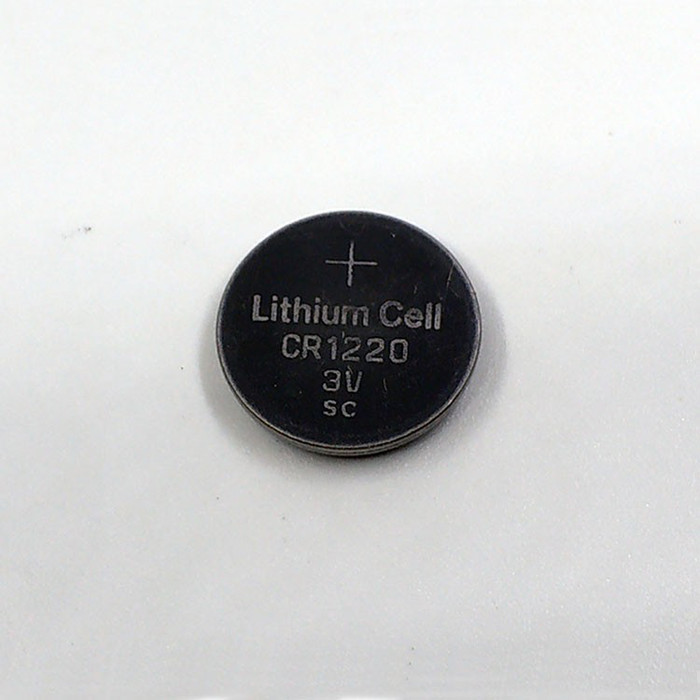 +
Lithium Cell
CR1220
3V
SC